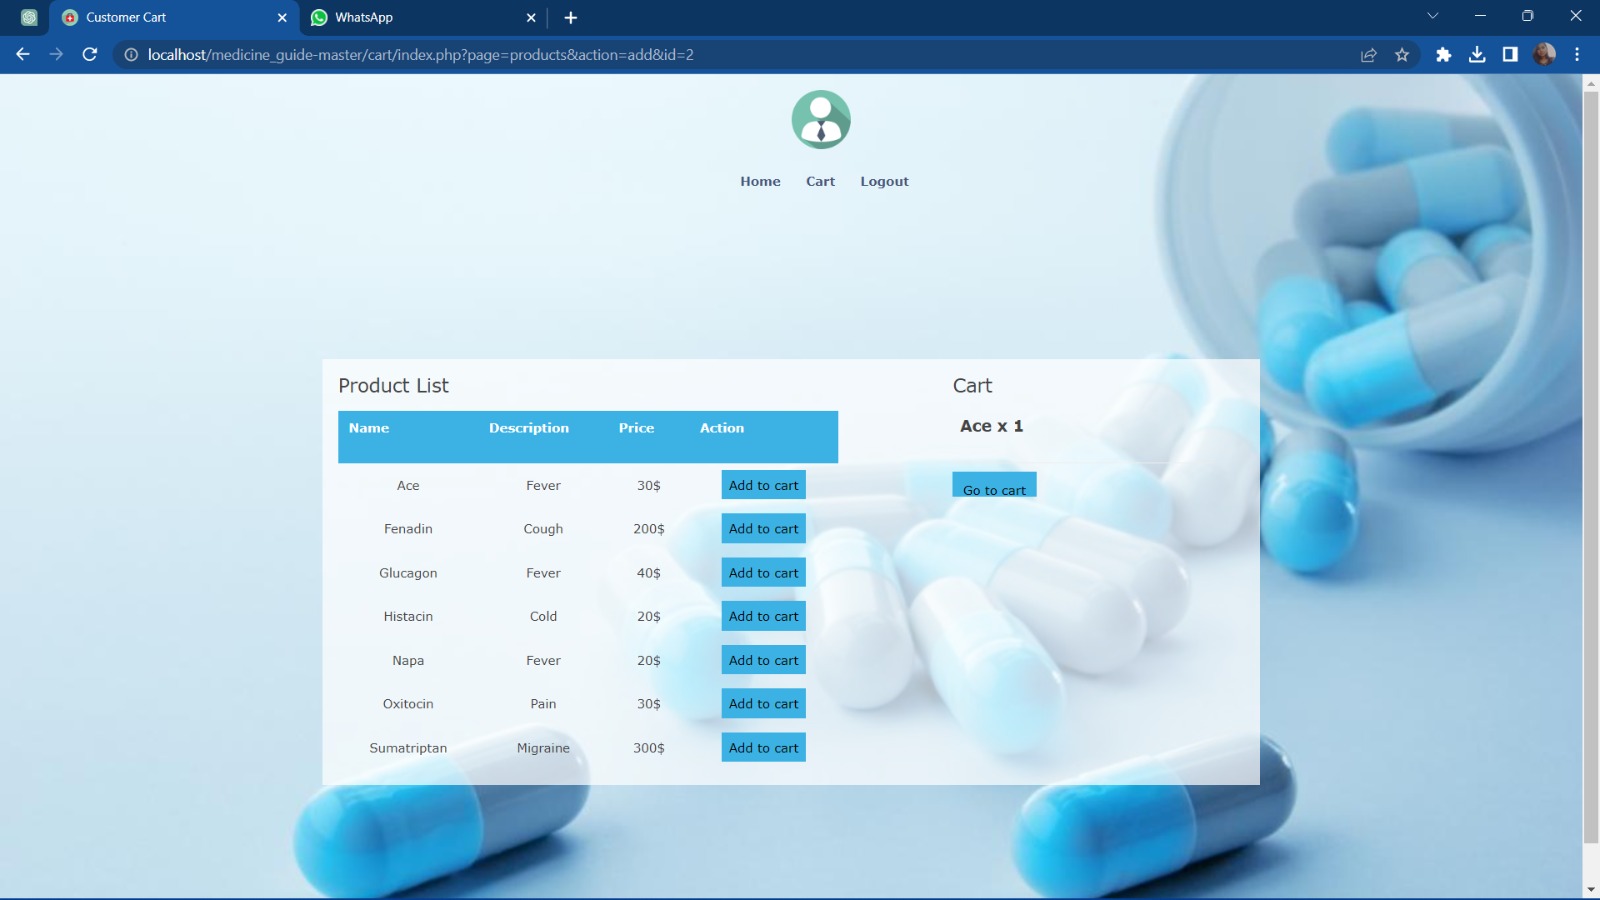 Customer Cart
WhatsApp
localhost/medicine_guide-master/cart/index.php?page=products&action=add&id=2
Home Cart Logout
Product List
Name Description Price Action
Ace Fever 30$ Add to cart
Fenadin Cough 200$ Add to cart
Glucagon Fever 40$ Add to cart
Histacin Cold 20$ Add to cart
Napa Fever 20$ Add to cart
Oxitocin Pain 30$ Add to cart
Sumatriptan Migraine 300$ Add to cart
Cart
Ace x 1
Go to cart